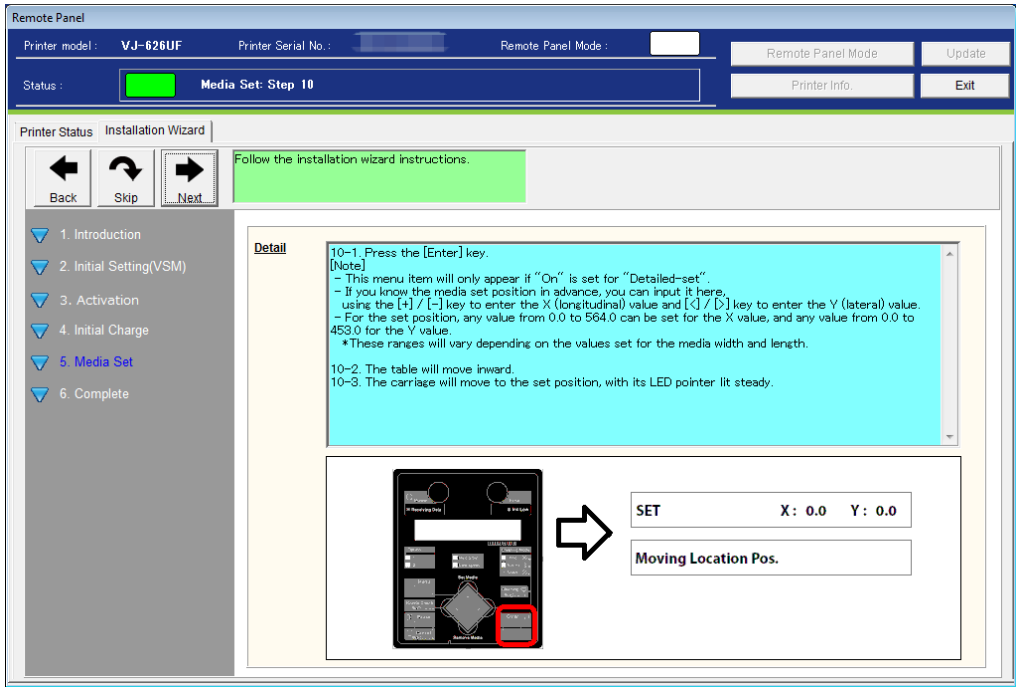 Remote Panel
Printer model : VJ-626UF Printer Serial No. : Remote Panel Mode :
Remote Panel Mode Update
Status : Media Set: Step 10
Printer Info. Exit
Printer Status Installation Wizard
Back Skip Next
Follow the installation wizard instructions.
1. Introduction
2. Initial Setting(VSM)
3. Activation
4. Initial Charge
5. Media Set
6. Complete
Detail
10-1. Press the [Enter] key.
[Note]
- This menu item will only appear if "On" is set for "Detailed-set".
- If you know the media set position in advance, you can input it here,
using the [+] / [-] key to enter the X (longitudinal) value and [<] / [>] key to enter the Y (lateral) value.
- For the set position, any value from 0.0 to 564.0 can be set for the X value, and any value from 0.0 to
453.0 for the Y value.
*These ranges will vary depending on the values set for the media width and length.
10-2. The table will move inward.
10-3. The carriage will move to the set position, with its LED pointer lit steady.
Receiving Data
Set Media
Remove Media
Enter
Pause
Cancel
SET X : 0.0 Y : 0.0
Moving Location Pos.